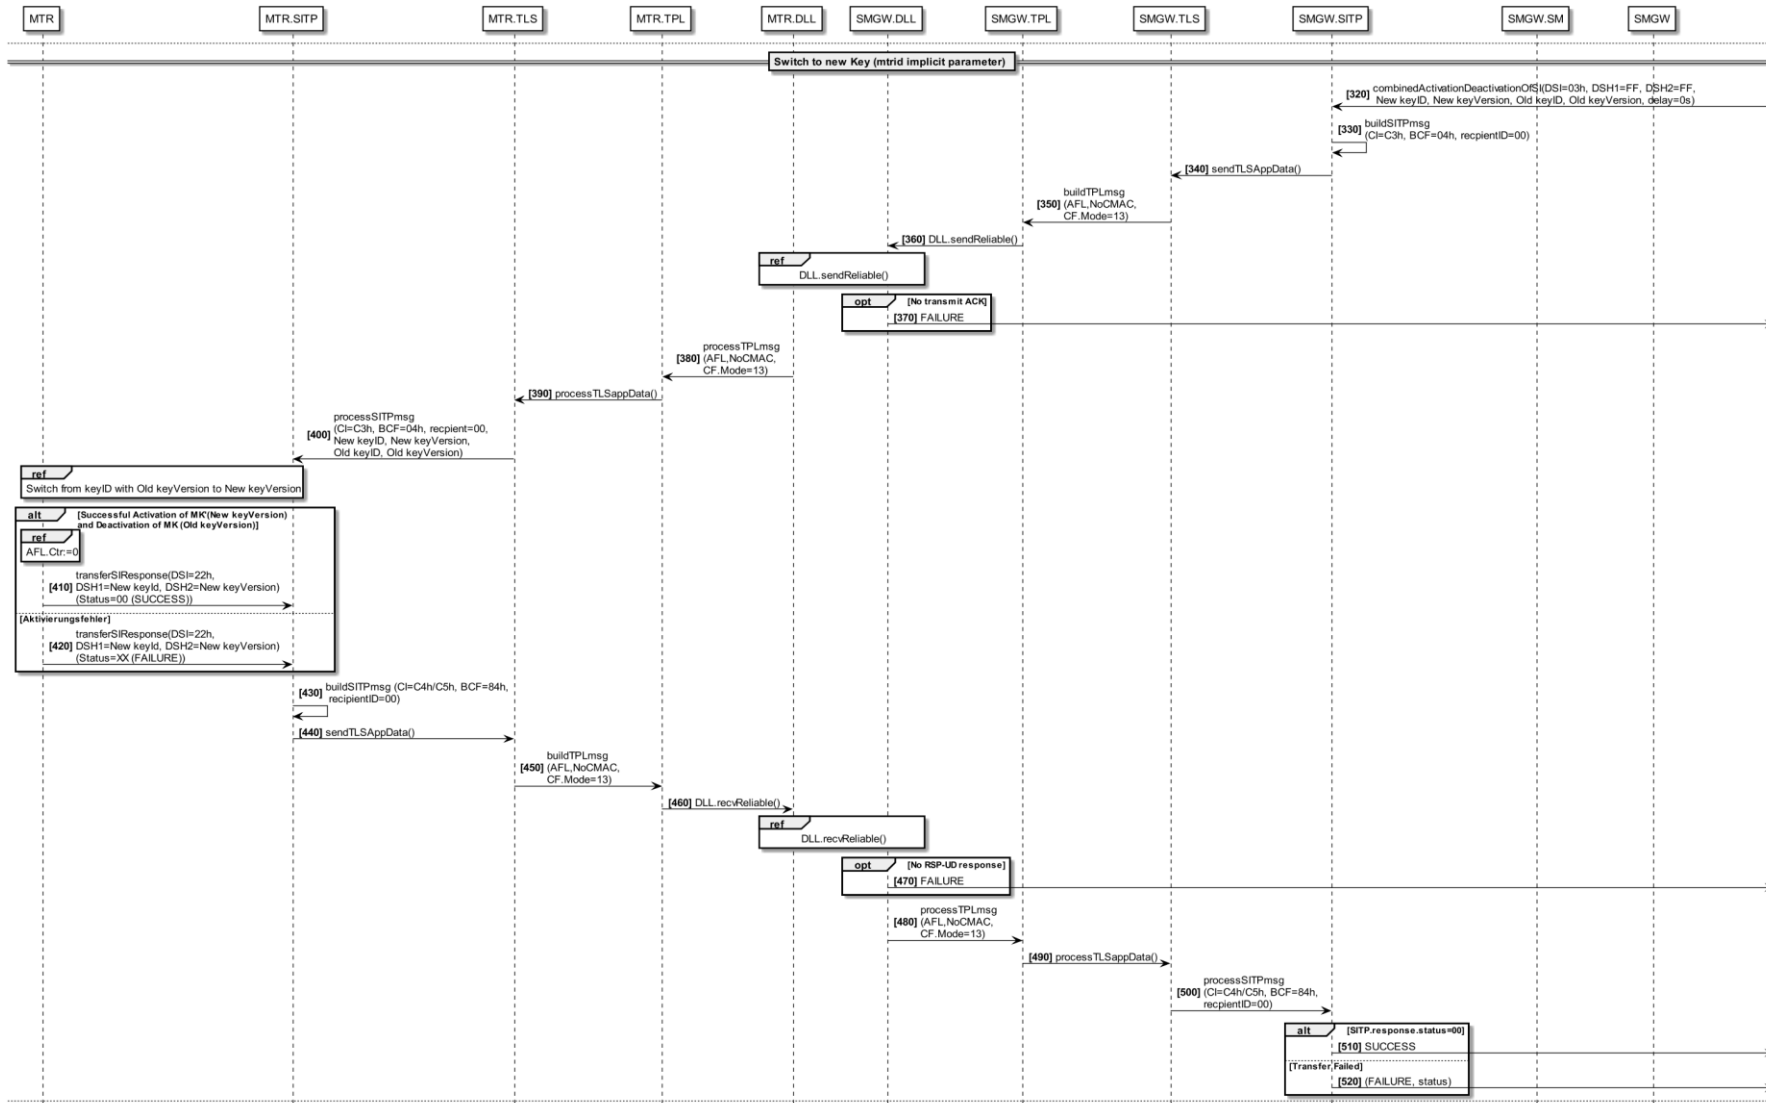 MTR
MTR.SITP
MTR.TLS
MTR.TPL
MTR.DLL
SMGW.DLL
SMGW.TPL
SMGW.TLS
SMGW.SITP
SMGW.SM
SMGW
Switch to new Key (mtrid implicit parameter)
[320] combinedActivationDeactivationOfSI(DSI=03h, DSH1=FF, DSH2=FF,
New keyID, New keyVersion, Old keyID, Old keyVersion, delay=0s)
[330] buildSITPmsg
(CI=C3h, BCF=04h, recpientID=00)
[340] sendTLSAppData()
buildTPLmsg
[350] (AFL,NoCMAC,
CF.Mode=13)
[360] DLL.sendReliable()
ref
DLL.sendReliable()
opt [No transmit ACK]
[370] FAILURE
processTPLmsg
[380] (AFL,NoCMAC,
CF.Mode=13)
[390] processTLSappData()
processSITPmsg
(CI=C3h, BCF=04h, recpient=00,
[400] New keyID, New keyVersion,
Old keyID, Old keyVersion)
ref
Switch from keyID with Old keyVersion to New keyVersion
alt [Successful Activation of MK'(New keyVersion)
and Deactivation of MK (Old keyVersion)]
ref
AFL.Ctr:=0
transferSIResponse(DSI=22h,
[410] DSH1=New keyId, DSH2=New keyVersion)
(Status=00 (SUCCESS))
[Aktivierungsfehler]
transferSIResponse(DSI=22h,
[420] DSH1=New keyId, DSH2=New keyVersion)
(Status=XX (FAILURE))
[430] buildSITPmsg (CI=C4h/C5h, BCF=84h,
recipientID=00)
[440] sendTLSAppData()
buildTPLmsg
[450] (AFL,NoCMAC,
CF.Mode=13)
[460] DLL.recvReliable()
ref
DLL.recvReliable()
opt [No RSP-UD response]
[470] FAILURE
processTPLmsg
[480] (AFL,NoCMAC,
CF.Mode=13)
[490] processTLSappData()
processSITPmsg
[500] (CI=C4h/C5h, BCF=84h,
recpientID=00)
alt [SITP.response.status=00]
[510] SUCCESS
[Transfer Failed]
[520] (FAILURE, status)